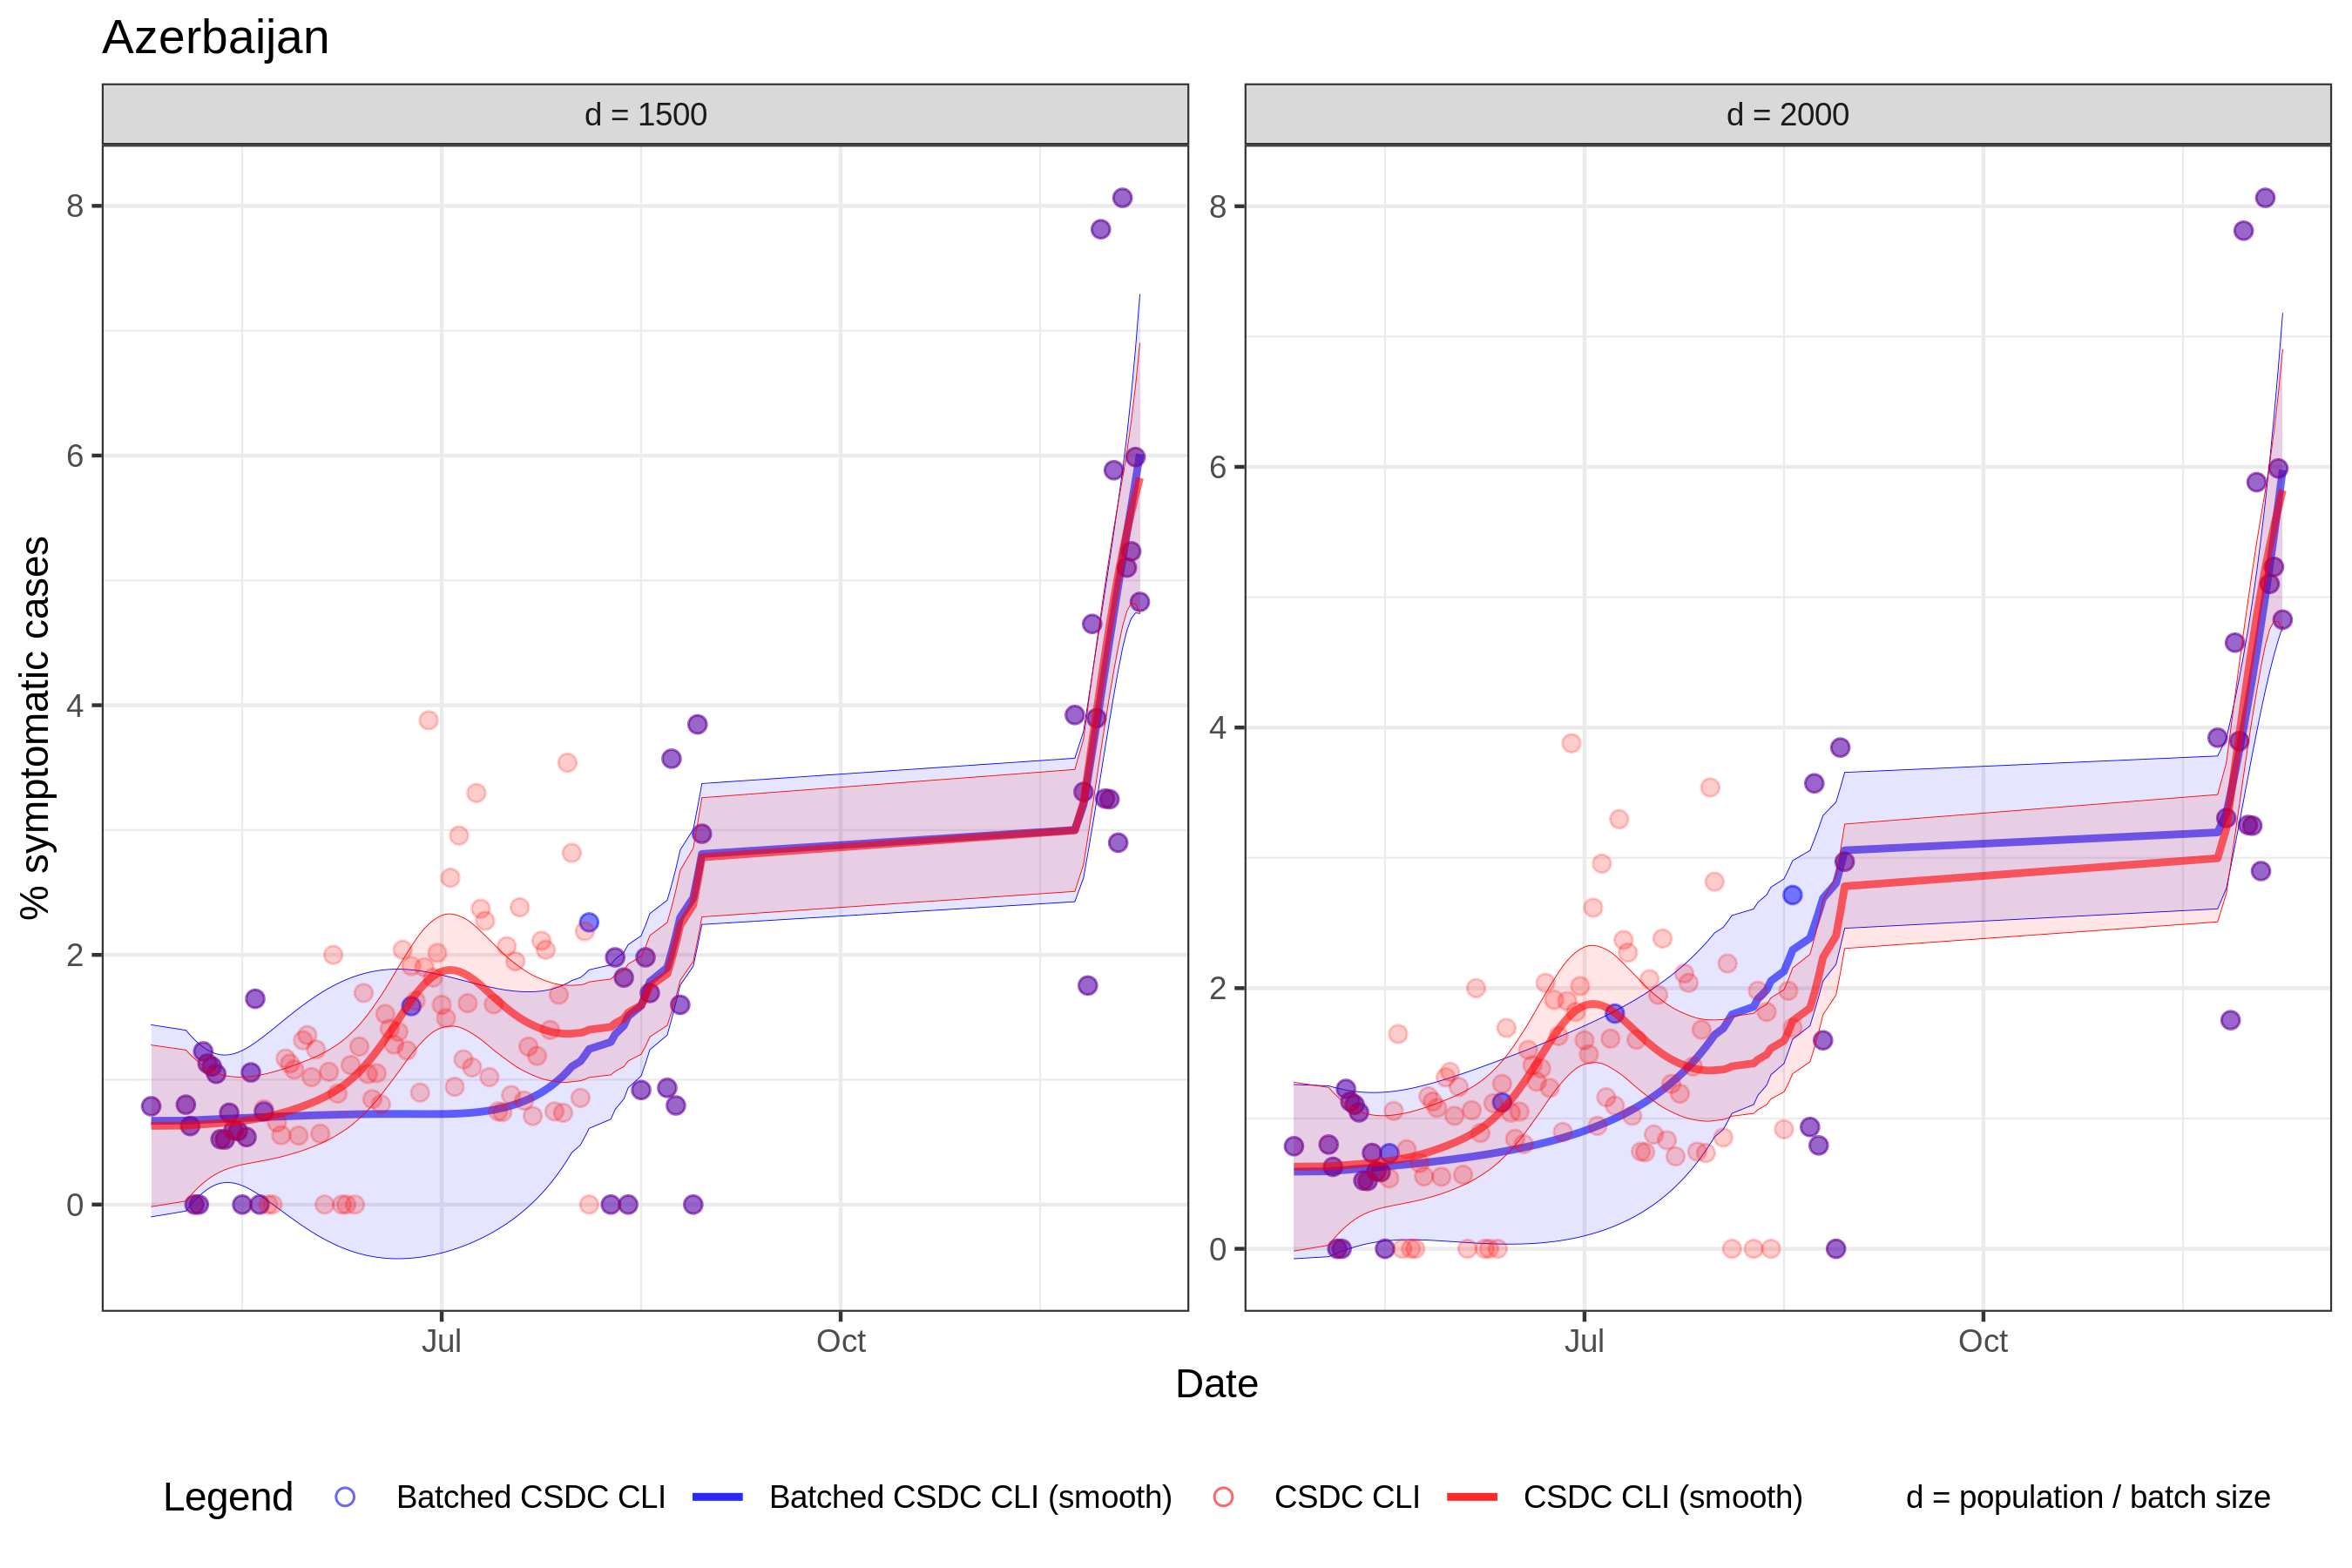 Azerbaijan
d = 1500
d = 2000
% symptomatic cases
8
6
4
2
0
8
6
4
2
0
Jul
Oct
Jul
Oct
Date
Legend
Batched CSDC CLI
Batched CSDC CLI (smooth)
CSDC CLI
CSDC CLI (smooth)
d = population / batch size